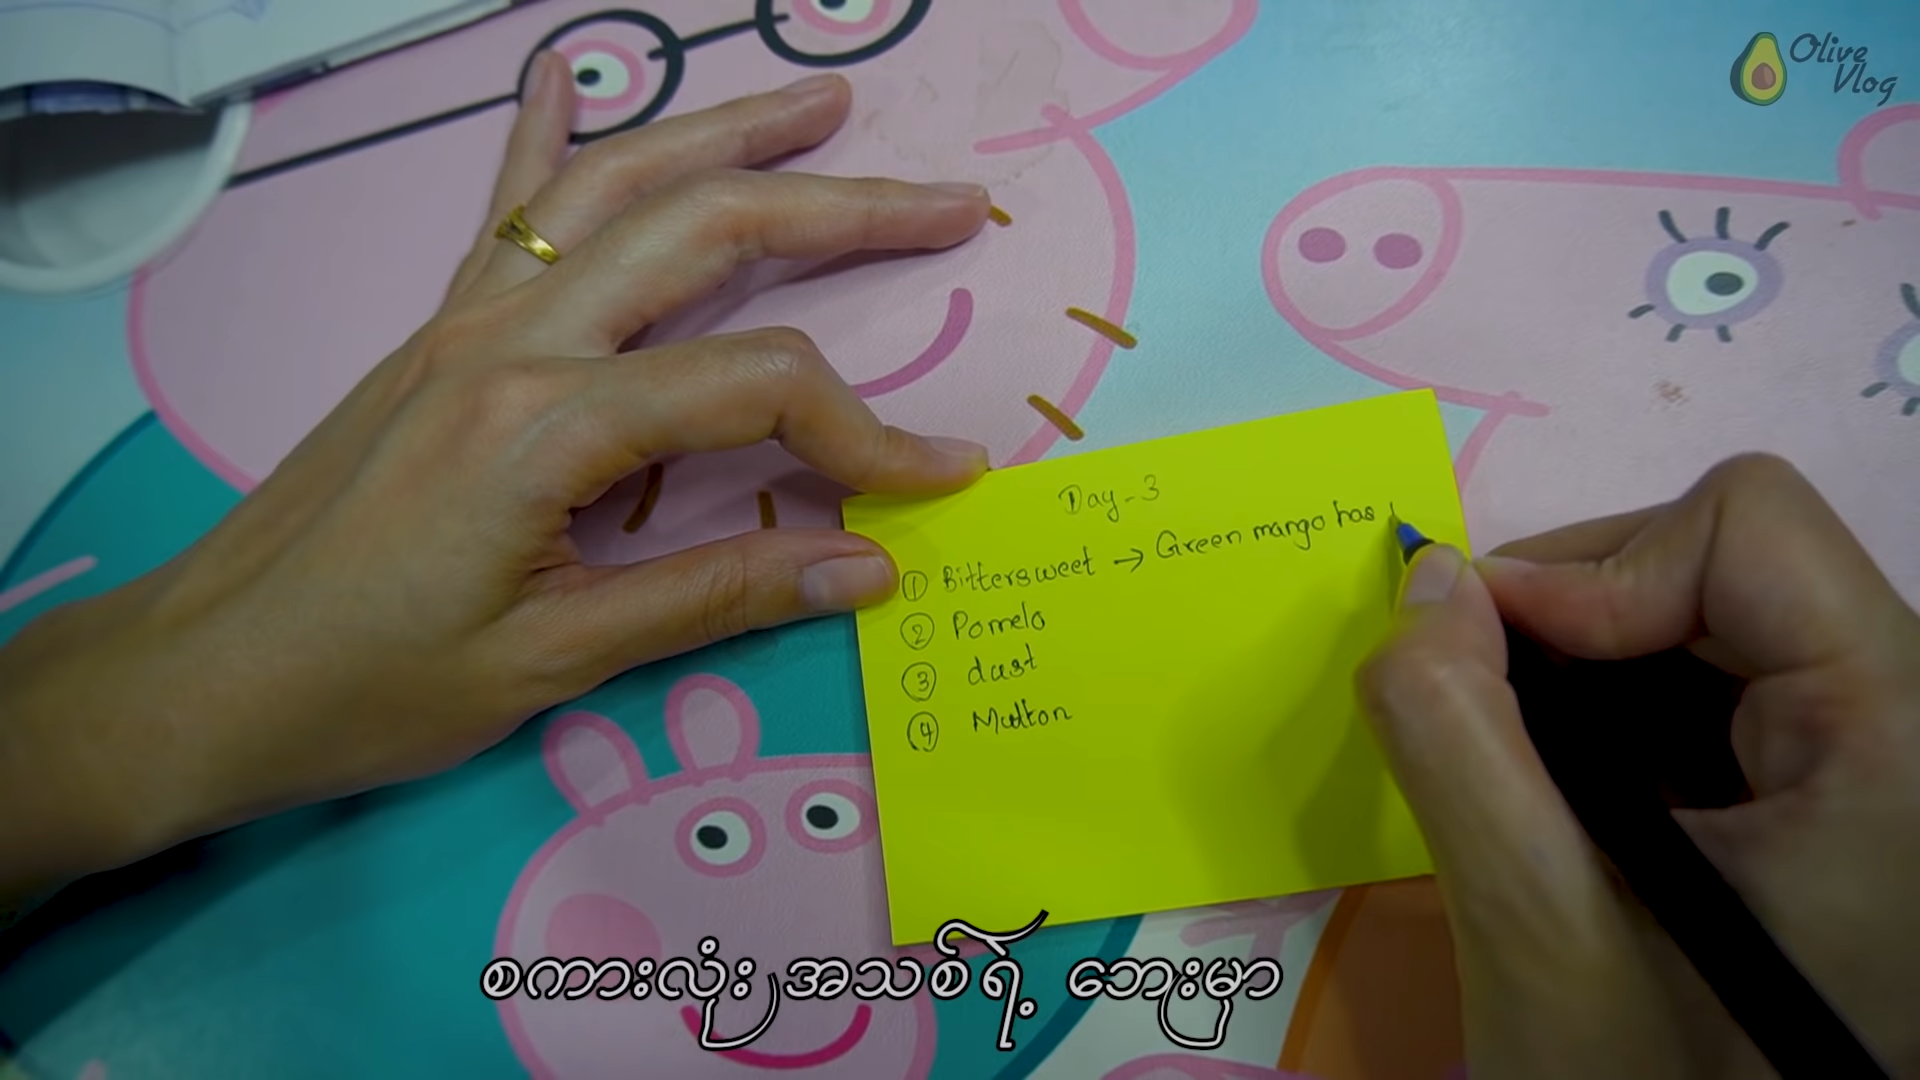 Olive
Vlog
Day - 3
① Bittersweet → Green mango has
② Pomelo
③ dust
④ Mutton
စကားလုံး အသစ်ရဲ့ ဘေးမှာ